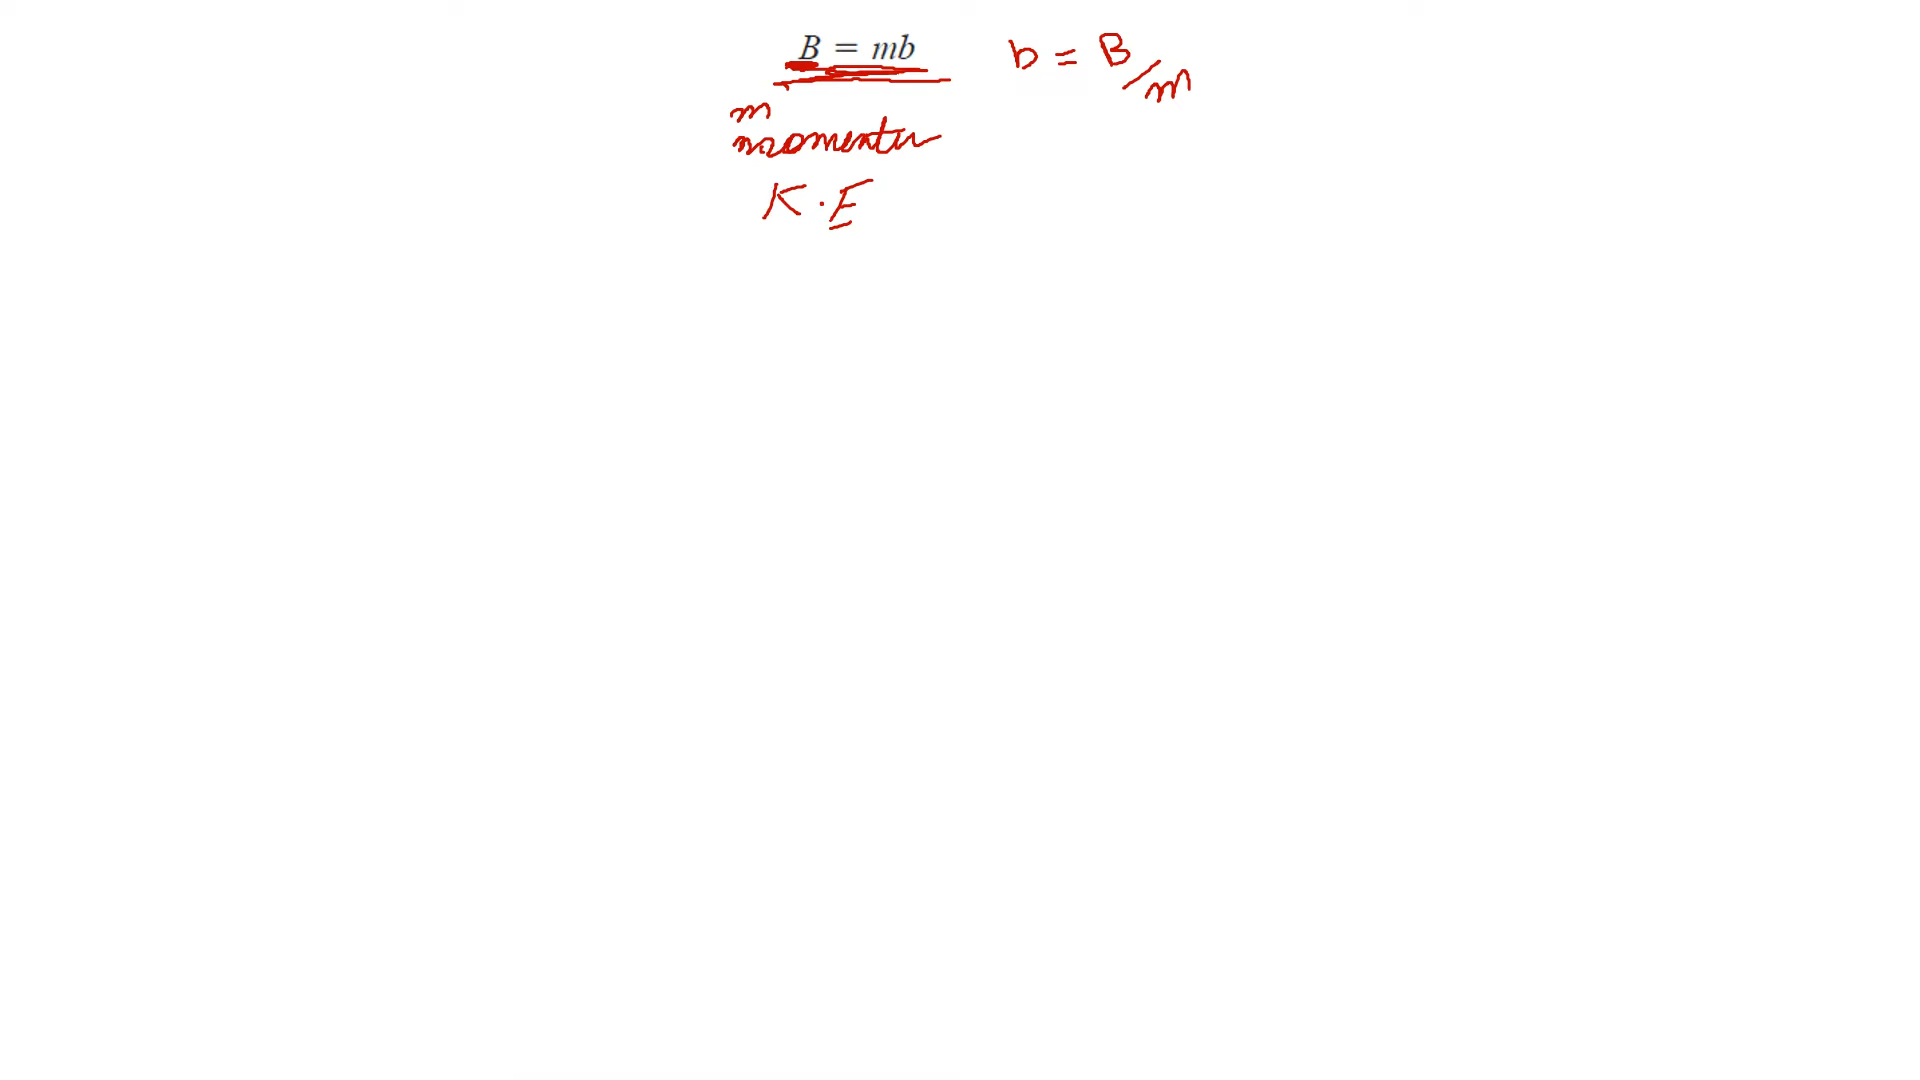 B = mb b = B/m
m
momentu
K.E